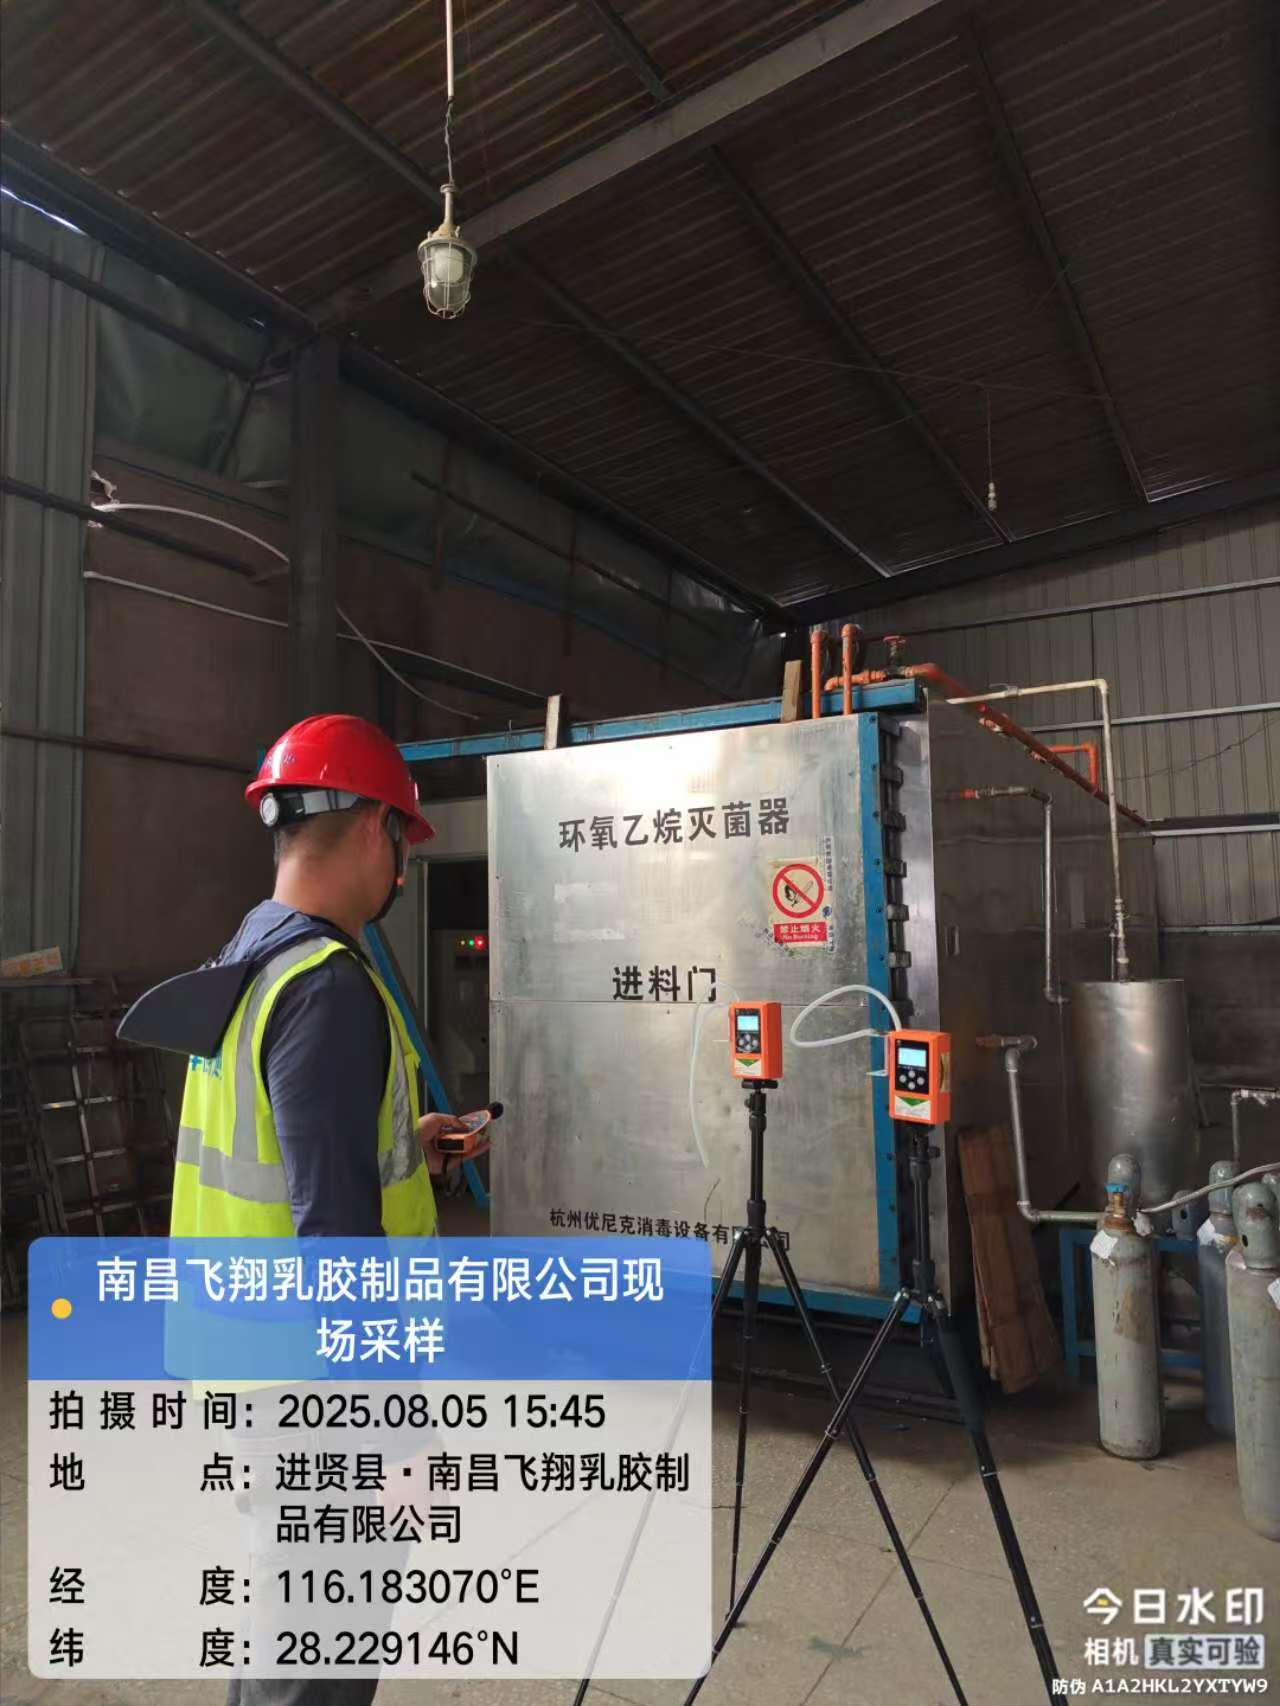 环氧乙烷灭菌器
禁止烟火
No Burning
进料门
杭州优尼克消毒设备有限公司
南昌飞翔乳胶制品有限公司现
场采样
拍摄时间：2025.08.05 15:45
地点：进贤县·南昌飞翔乳胶制
品有限公司
经度：116.183070°E
纬度：28.229146°N
今日水印
相机 真实可验
防伪 A1A2HKL2YXTYW9